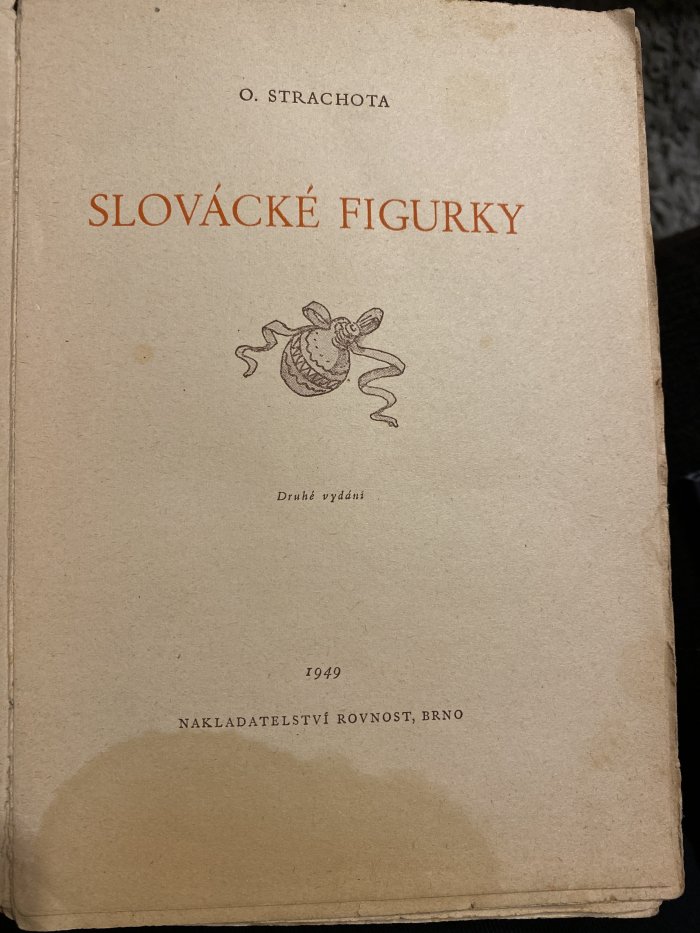 O. STRACHOTA
SLOVÁCKÉ FIGURKY
Druhé vydání
1949
NAKLADATELSTVÍ ROVNOST, BRNO